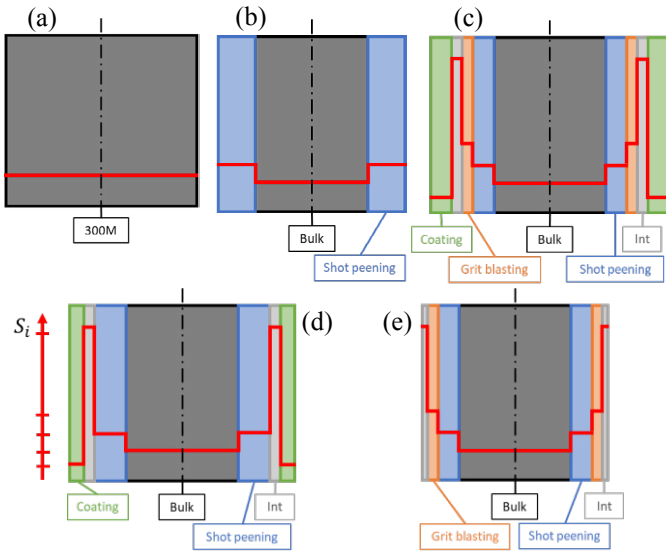 (a)
(b)
(c)
300M
Bulk
Shot peening
Coating
Grit blasting
Bulk
Shot peening
Int
S_i
(d)
(e)
Coating
Bulk
Shot peening
Int
Grit blasting
Bulk
Shot peening
Int